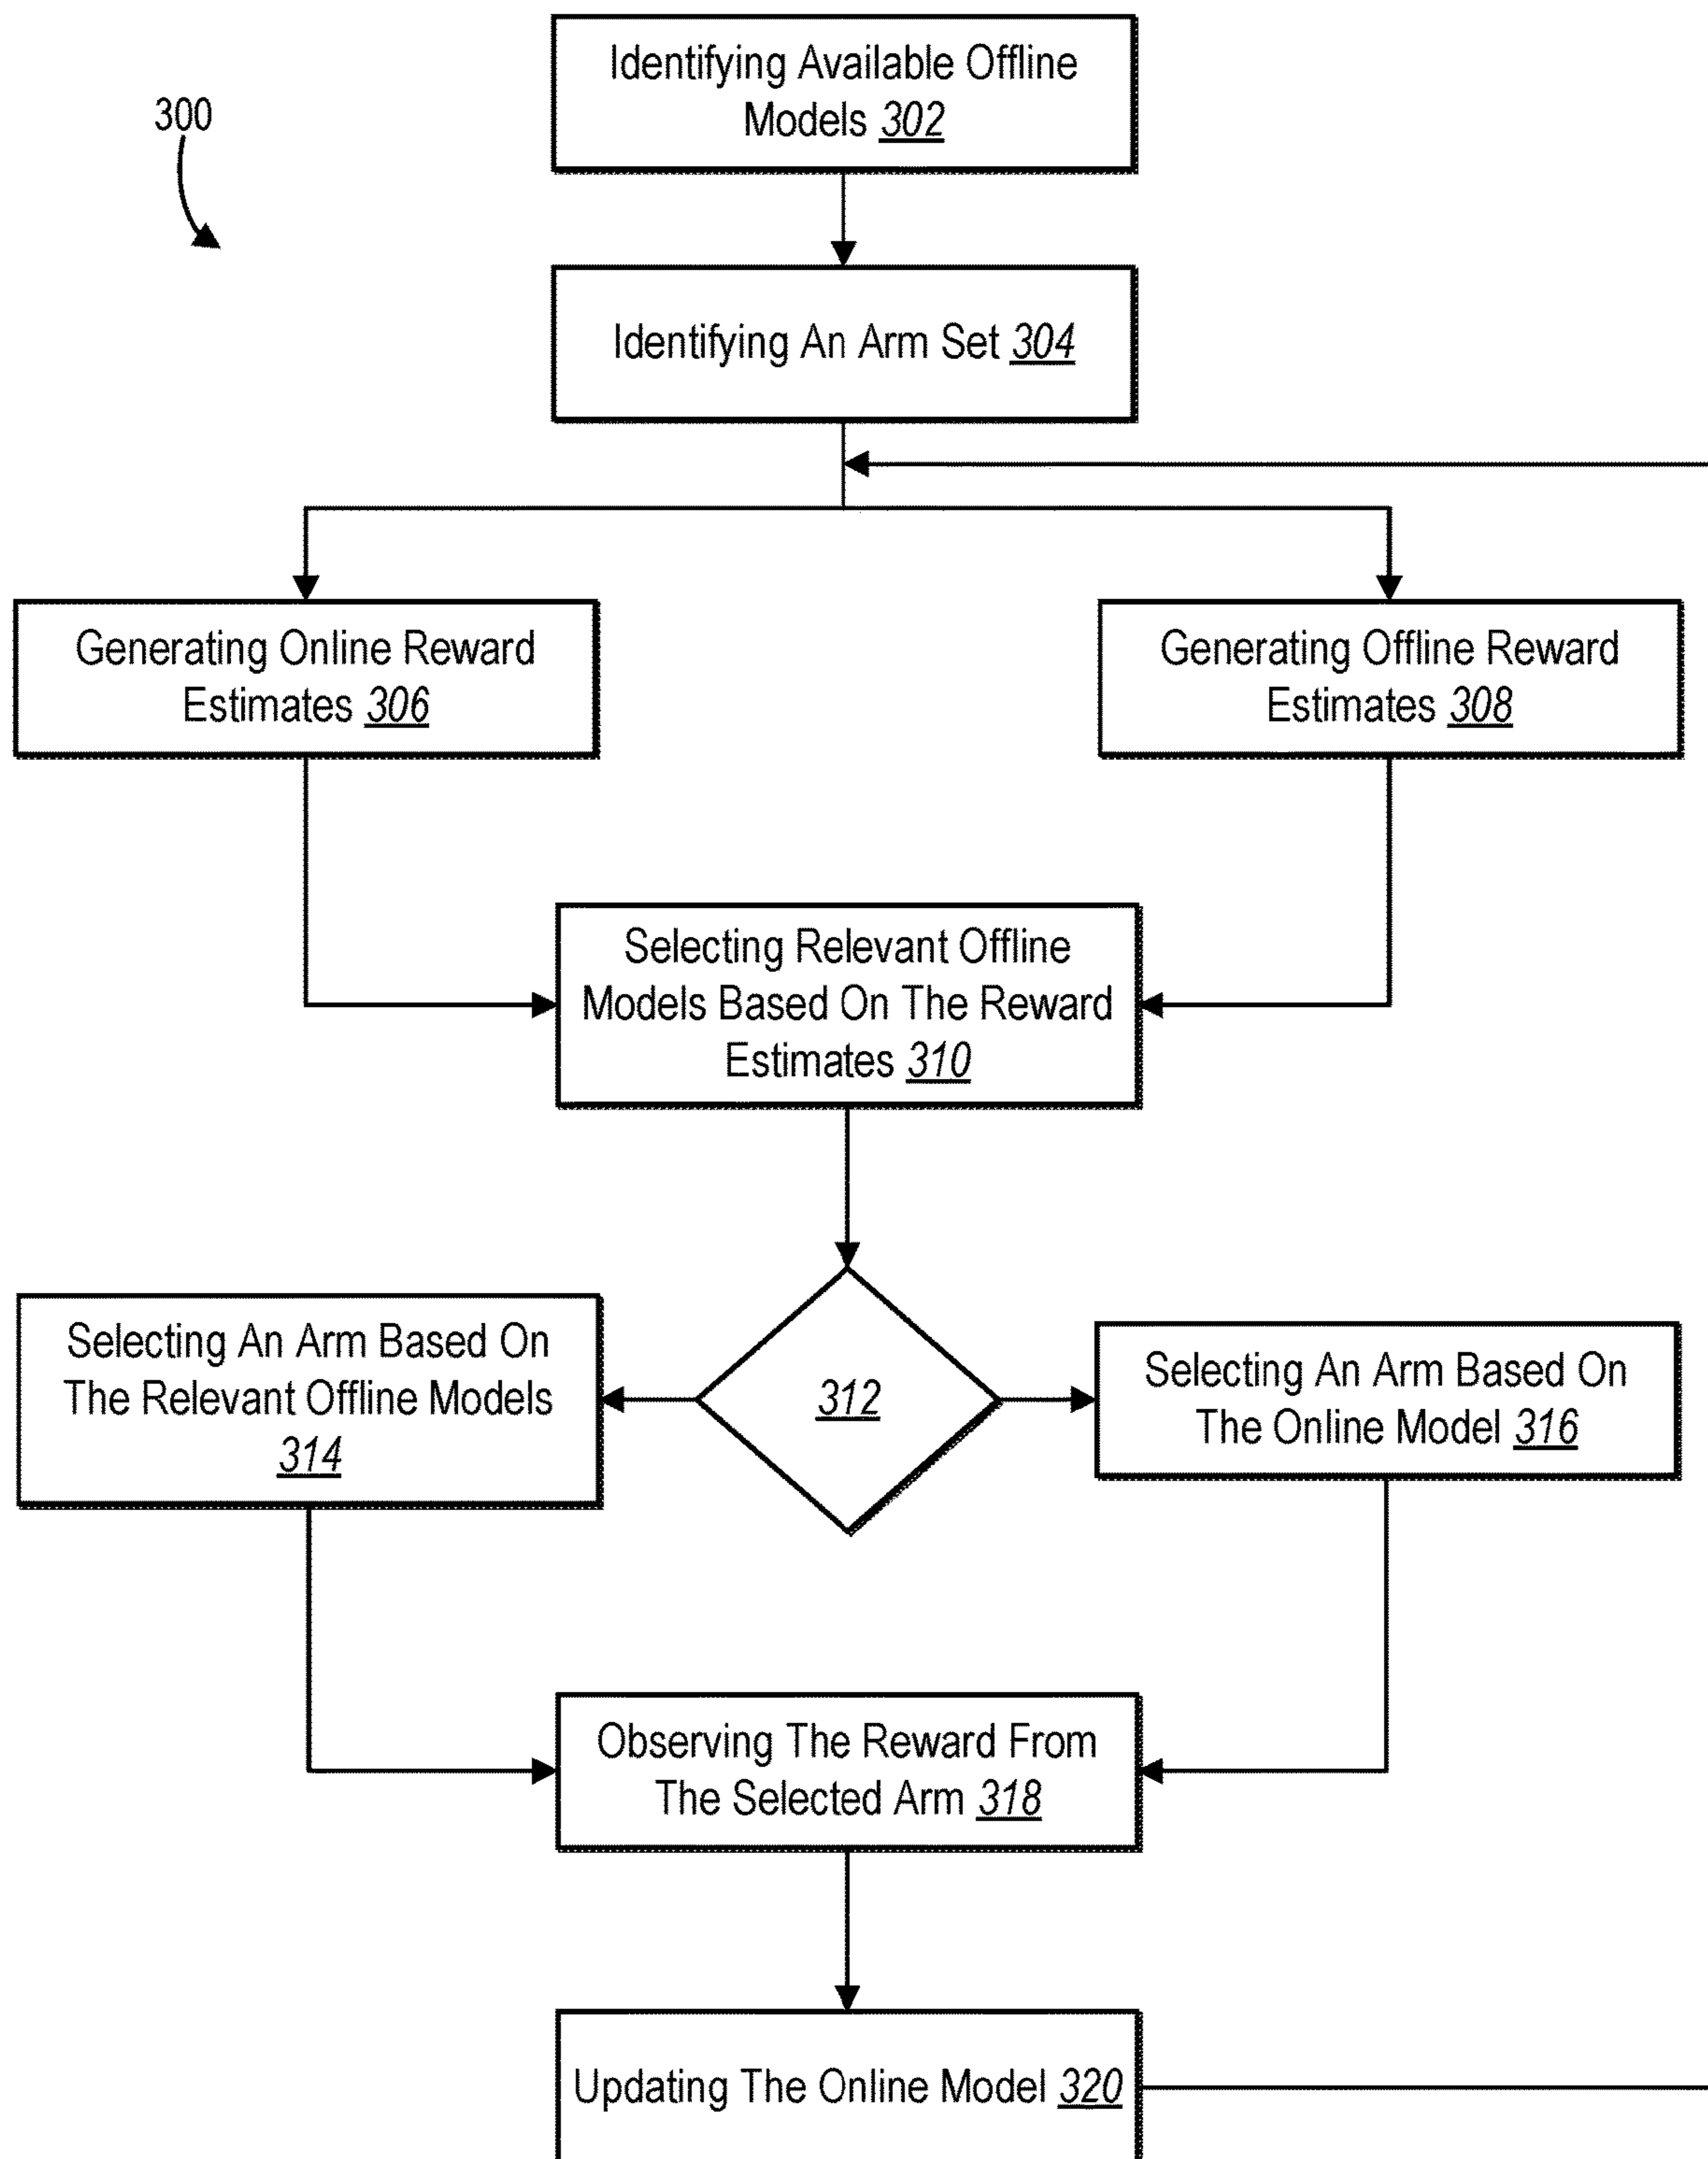 Identifying Available Offline
Models 302
300
Identifying An Arm Set 304
Generating Online Reward
Estimates 306
Generating Offline Reward
Estimates 308
Selecting Relevant Offline
Models Based On The Reward
Estimates 310
Selecting An Arm Based On
The Relevant Offline Models
314
312
Selecting An Arm Based On
The Online Model 316
Observing The Reward From
The Selected Arm 318
Updating The Online Model 320